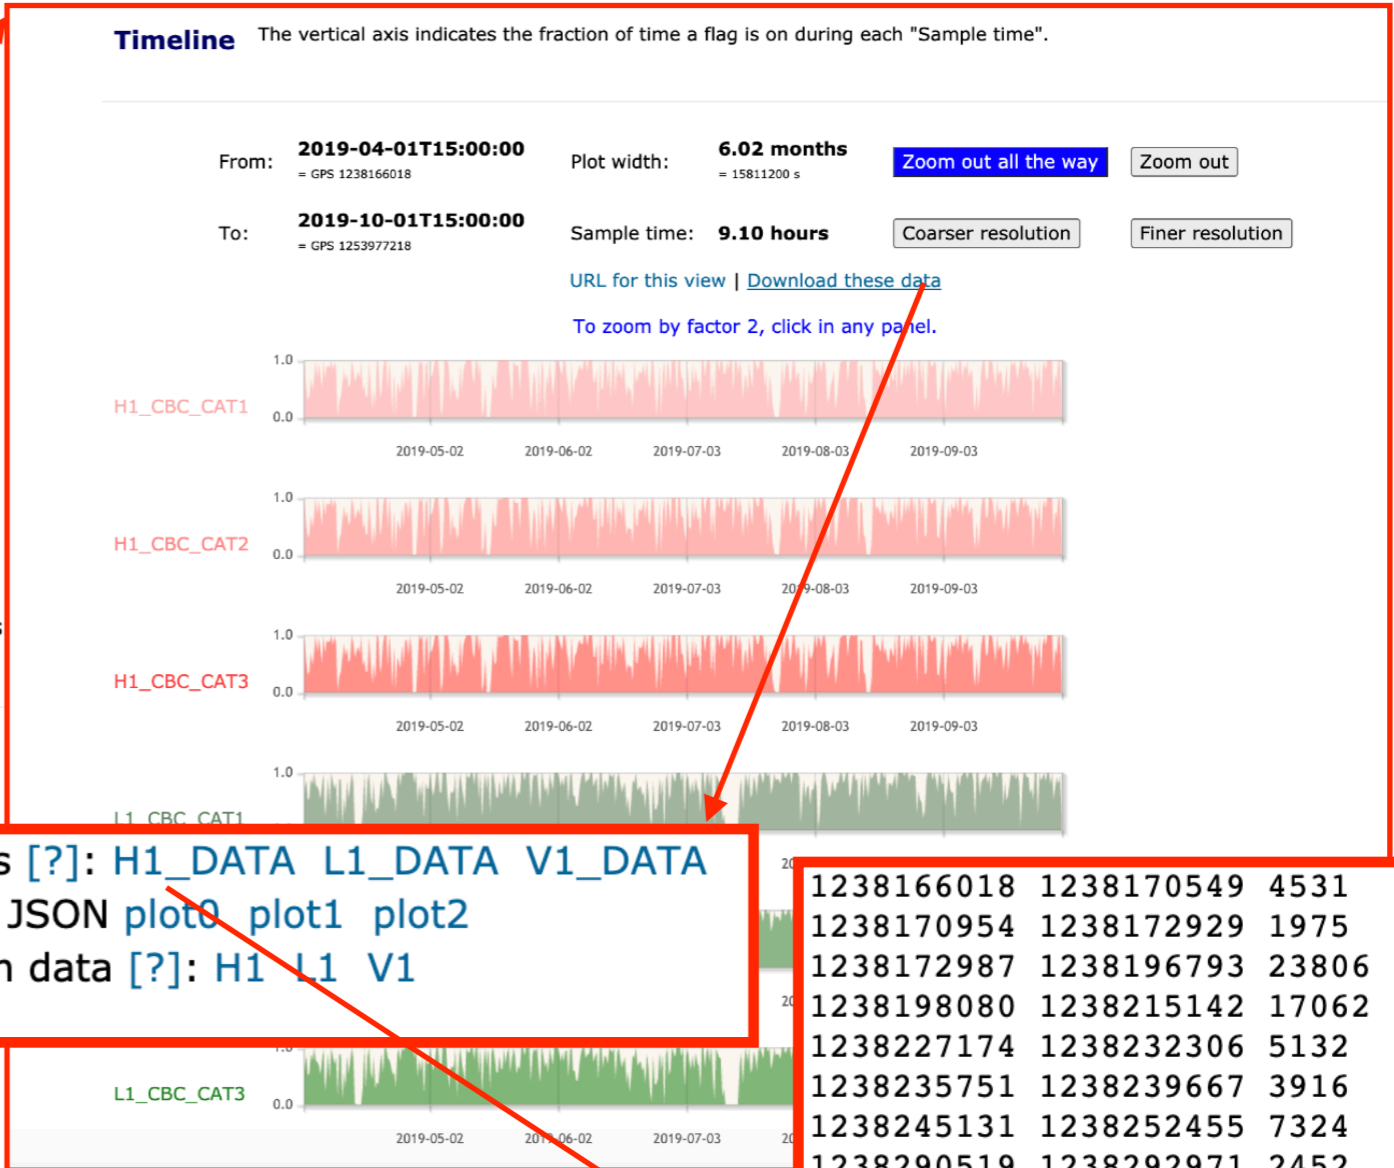 Timeline The vertical axis indicates the fraction of time a flag is on during each "Sample time".
From: 2019-04-01T15:00:00 Plot width: 6.02 months Zoom out all the way Zoom out
= GPS 1238166018 = 15811200 s
To: 2019-10-01T15:00:00 Sample time: 9.10 hours Coarser resolution Finer resolution
= GPS 1253977218
URL for this view | Download these data
To zoom by factor 2, click in any panel.
1.0
H1_CBC_CAT1
0.0
2019-05-02 2019-06-02 2019-07-03 2019-08-03 2019-09-03
1.0
H1_CBC_CAT2
0.0
2019-05-02 2019-06-02 2019-07-03 2019-08-03 2019-09-03
1.0
H1_CBC_CAT3
0.0
2019-05-02 2019-06-02 2019-07-03 2019-08-03 2019-09-03
1.0
L1_CBC_CAT1
s [?]: H1_DATA L1_DATA V1_DATA
JSON plot0 plot1 plot2
n data [?]: H1 L1 V1
1.0
L1_CBC_CAT3
0.0
2019-05-02 2019-06-02 2019-07-03 20
1238166018 1238170549 4531
1238170954 1238172929 1975
1238172987 1238196793 23806
1238198080 1238215142 17062
1238227174 1238232306 5132
1238235751 1238239667 3916
1238245131 1238252455 7324
1238290519 1238292971 2452